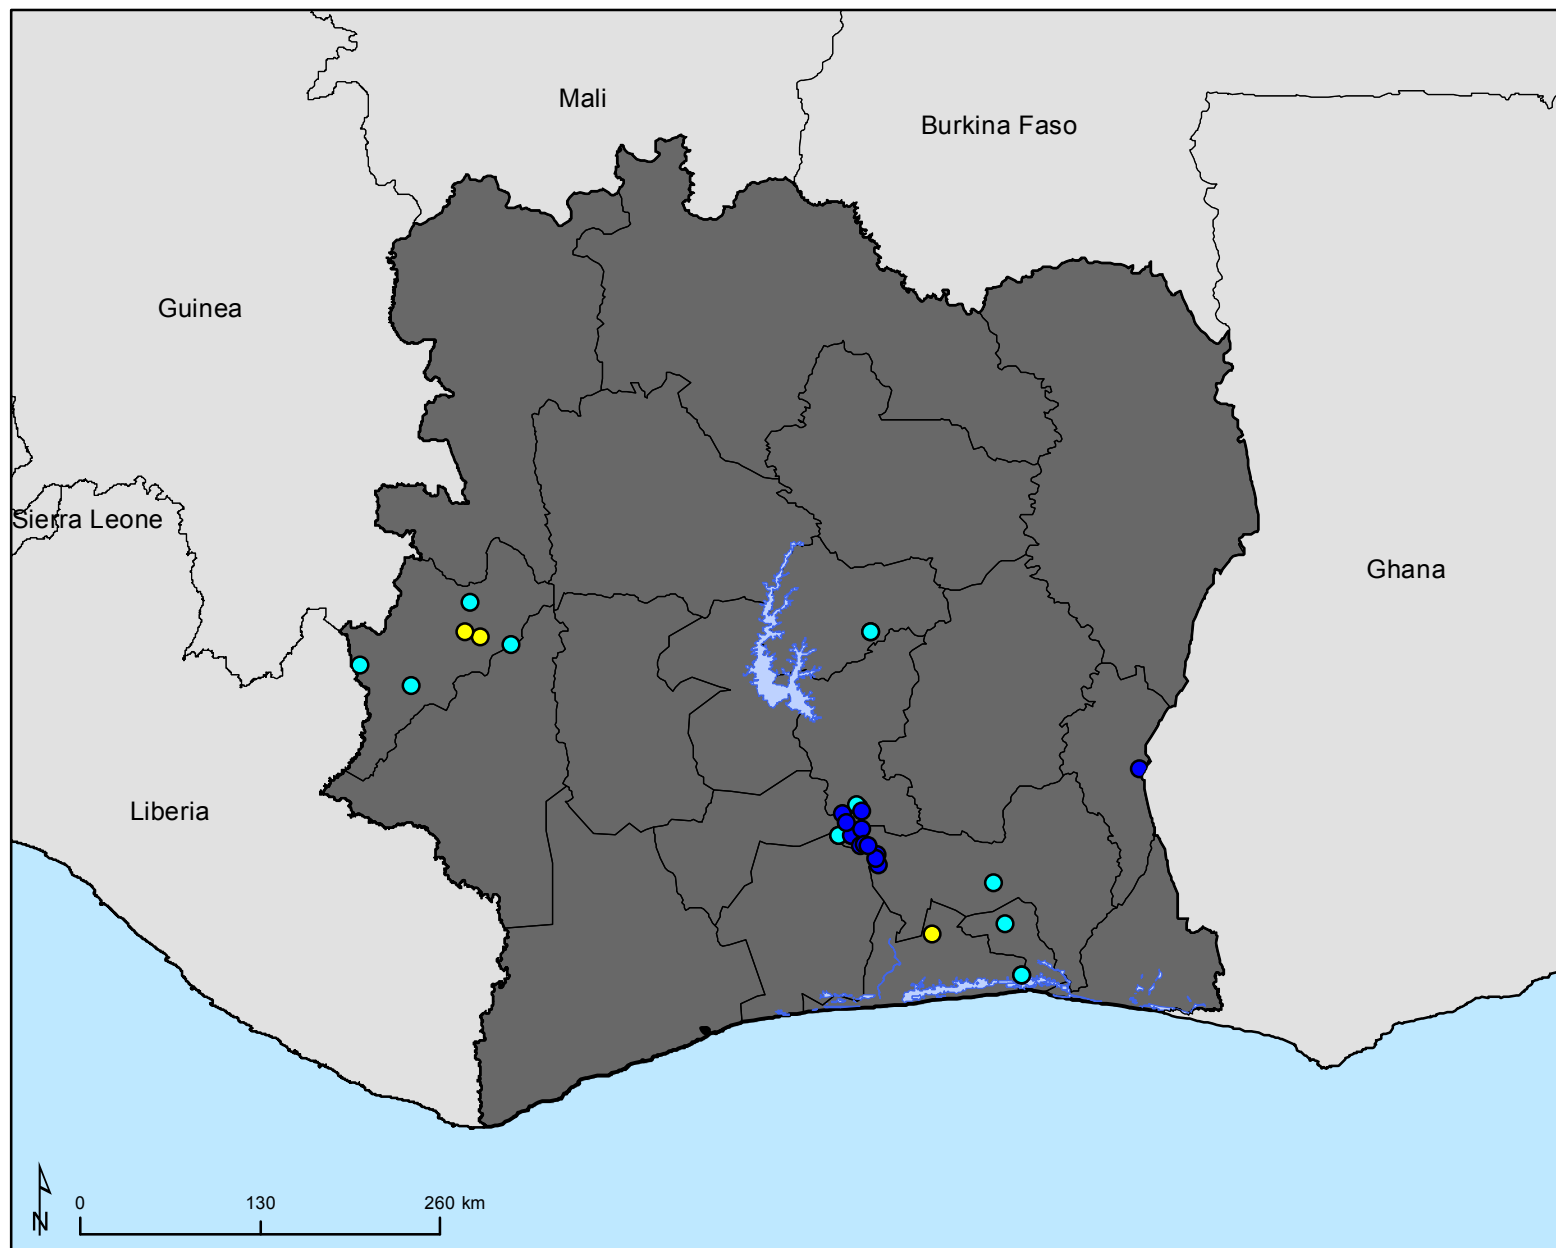 Mali
Burkina Faso
Guinea
Sierra Leone
Ghana
Liberia
N
0 130 260 km